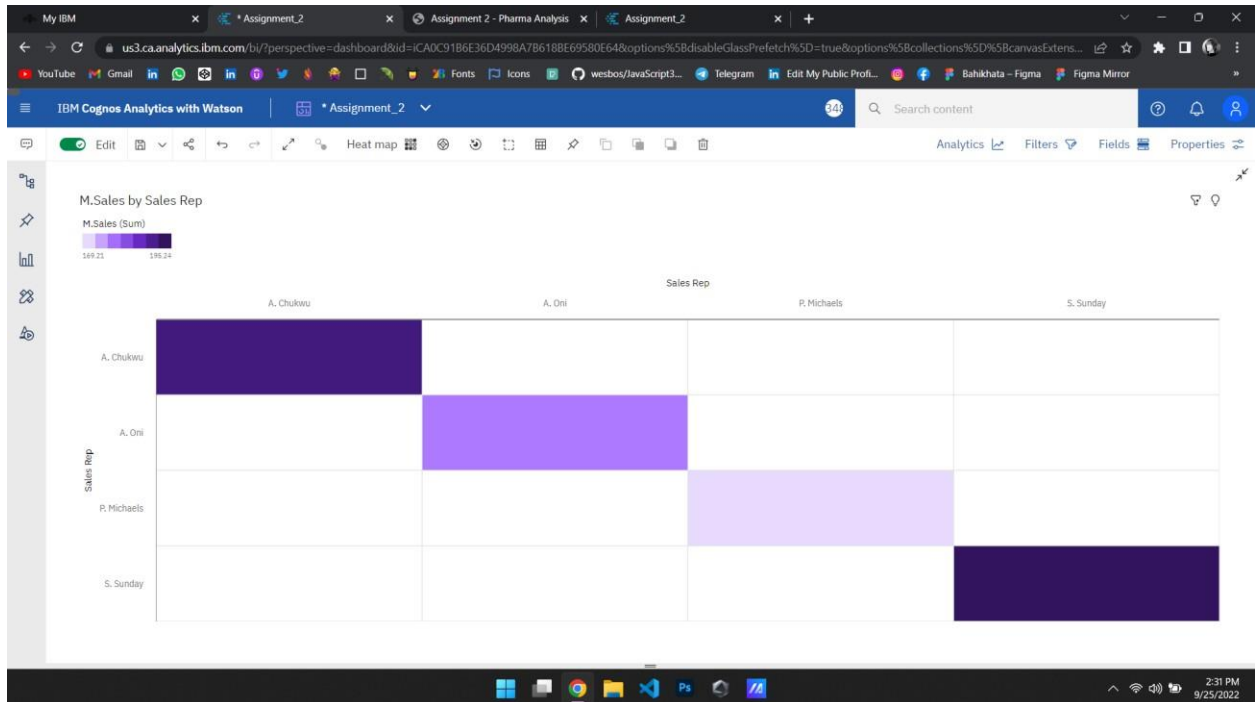 My IBM
* Assignment_2
Assignment 2 - Pharma Analysis
Assignment_2
us3.ca.analytics.ibm.com/bi/?perspective=dashboard&id=iCA0C91B6E36D4998A7B618BE69580E64&options%5BdisableGlassPrefetch%5D=true&options%5Bcollections%5D%5BcanvasExtens...
YouTube Gmail Fonts Icons wesbos/JavaScript3... Telegram Edit My Public Profi... Bahikhata – Figma Figma Mirror »
IBM Cognos Analytics with Watson * Assignment_2 Search content
Edit Heat map Analytics Filters Fields Properties
M.Sales by Sales Rep
M.Sales (Sum)
169.21 195.24
Sales Rep
A. Chukwu A. Oni P. Michaels S. Sunday
A. Chukwu
A. Oni
Sales Rep
P. Michaels
S. Sunday
Ps
2:31 PM
9/25/2022